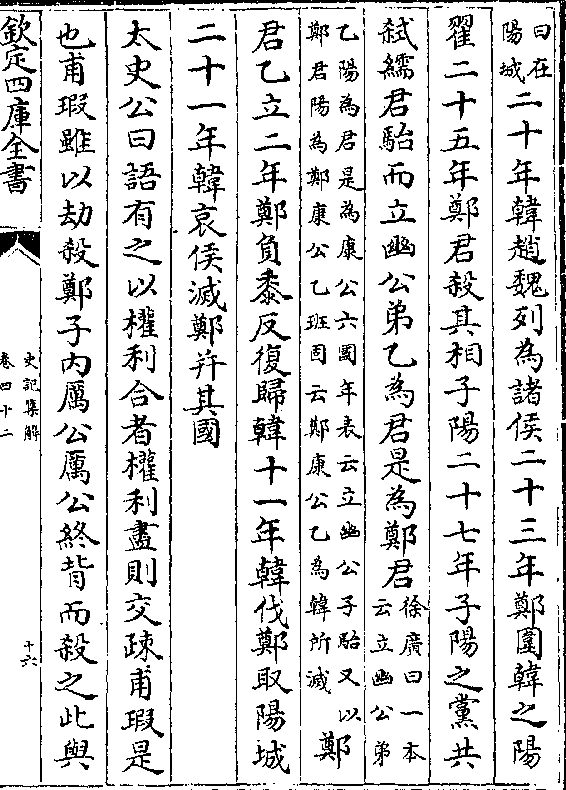 曰在
陽城
二十年韓趙魏列為諸侯二十三年鄭圍韓之陽
翟二十五年鄭君殺其相子陽二十七年子陽之黨共
弑繻君駘而立幽公弟乙為君是為鄭君
徐廣曰一本
云立幽公弟
乙陽為君是為康公六國年表云立幽公子駘又以
鄭君陽為鄭康公乙班固云鄭康公乙為韓所滅
鄭
君乙立二年鄭負黍反復歸韓十一年韓伐鄭取陽城
二十一年韓哀侯滅鄭并其國
太史公曰語有之以權利合者權利盡則交疎甫瑕是
也甫瑕雖以劫殺鄭子内厲公厲公終背而殺之此與
欽定四庫全書
史記集解
卷四十二
十六